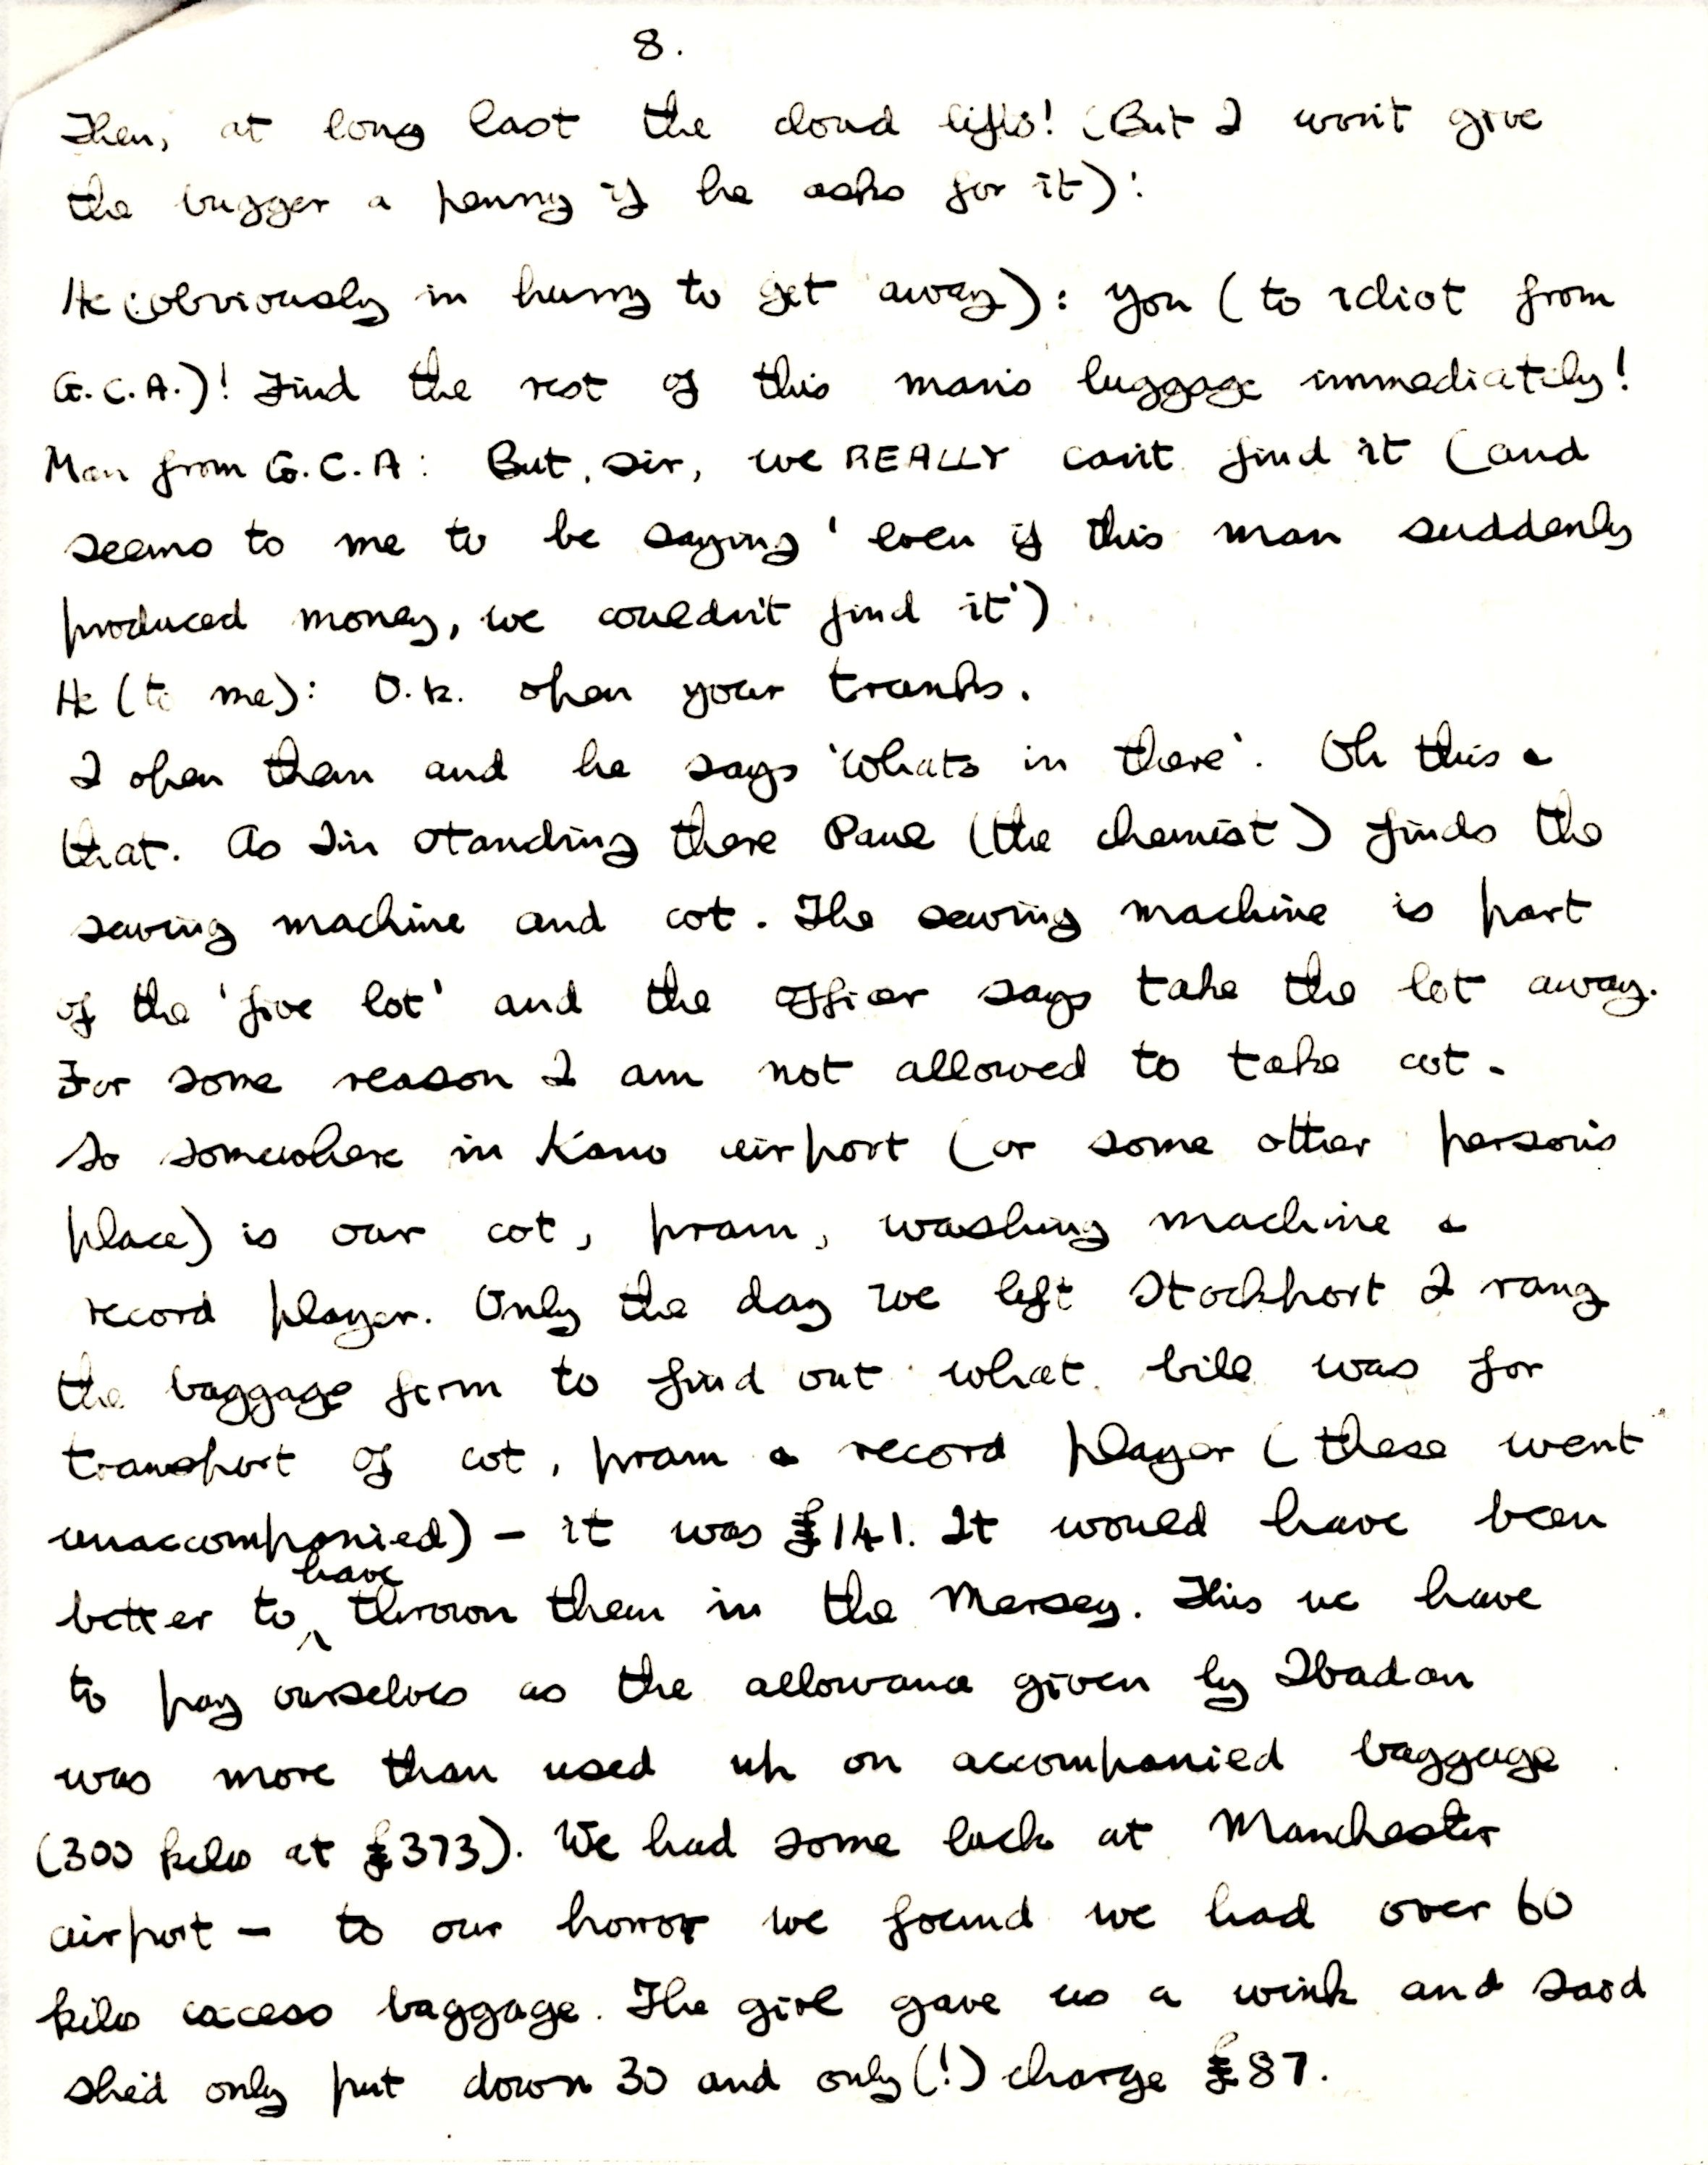 8.
Then, at long last the cloud lifts! (But I won't give
the bugger a penny if he asks for it):
He (obviously in hurry to get away): You (to idiot from
G.C.A.)! Find the rest of this man's luggage immediately!
Man from G.C.A: But, sir, we REALLY can't find it (and
seems to me to be saying 'even if this man suddenly
produced money, we couldn't find it')
He (to me): O.k. open your trunks.
I open them and he says 'Whats in there'. Oh this &
that. As I'm standing there Paul (the chemist) finds the
sewing machine and cot. The sewing machine is part
of the 'five lot' and the officer says take the lot away.
For some reason I am not allowed to take cot.
So somewhere in Kano airport (or some other person's
place) is our cot, pram, washing machine &
record player. Only the day we left Stockport I rang
the baggage firm to find out what bill was for
transport of cot, pram & record player (these went
unaccompanied) - it was £141. It would have been
better to have thrown them in the Mersey. This we have
to pay ourselves as the allowance given by Ibadan
was more than used up on accompanied baggage
(300 kilo at £373). We had some luck at Manchester
airport - to our horror we found we had over 60
kilo excess baggage. The girl gave us a wink and said
she'd only put down 30 and only (!) charge £87.